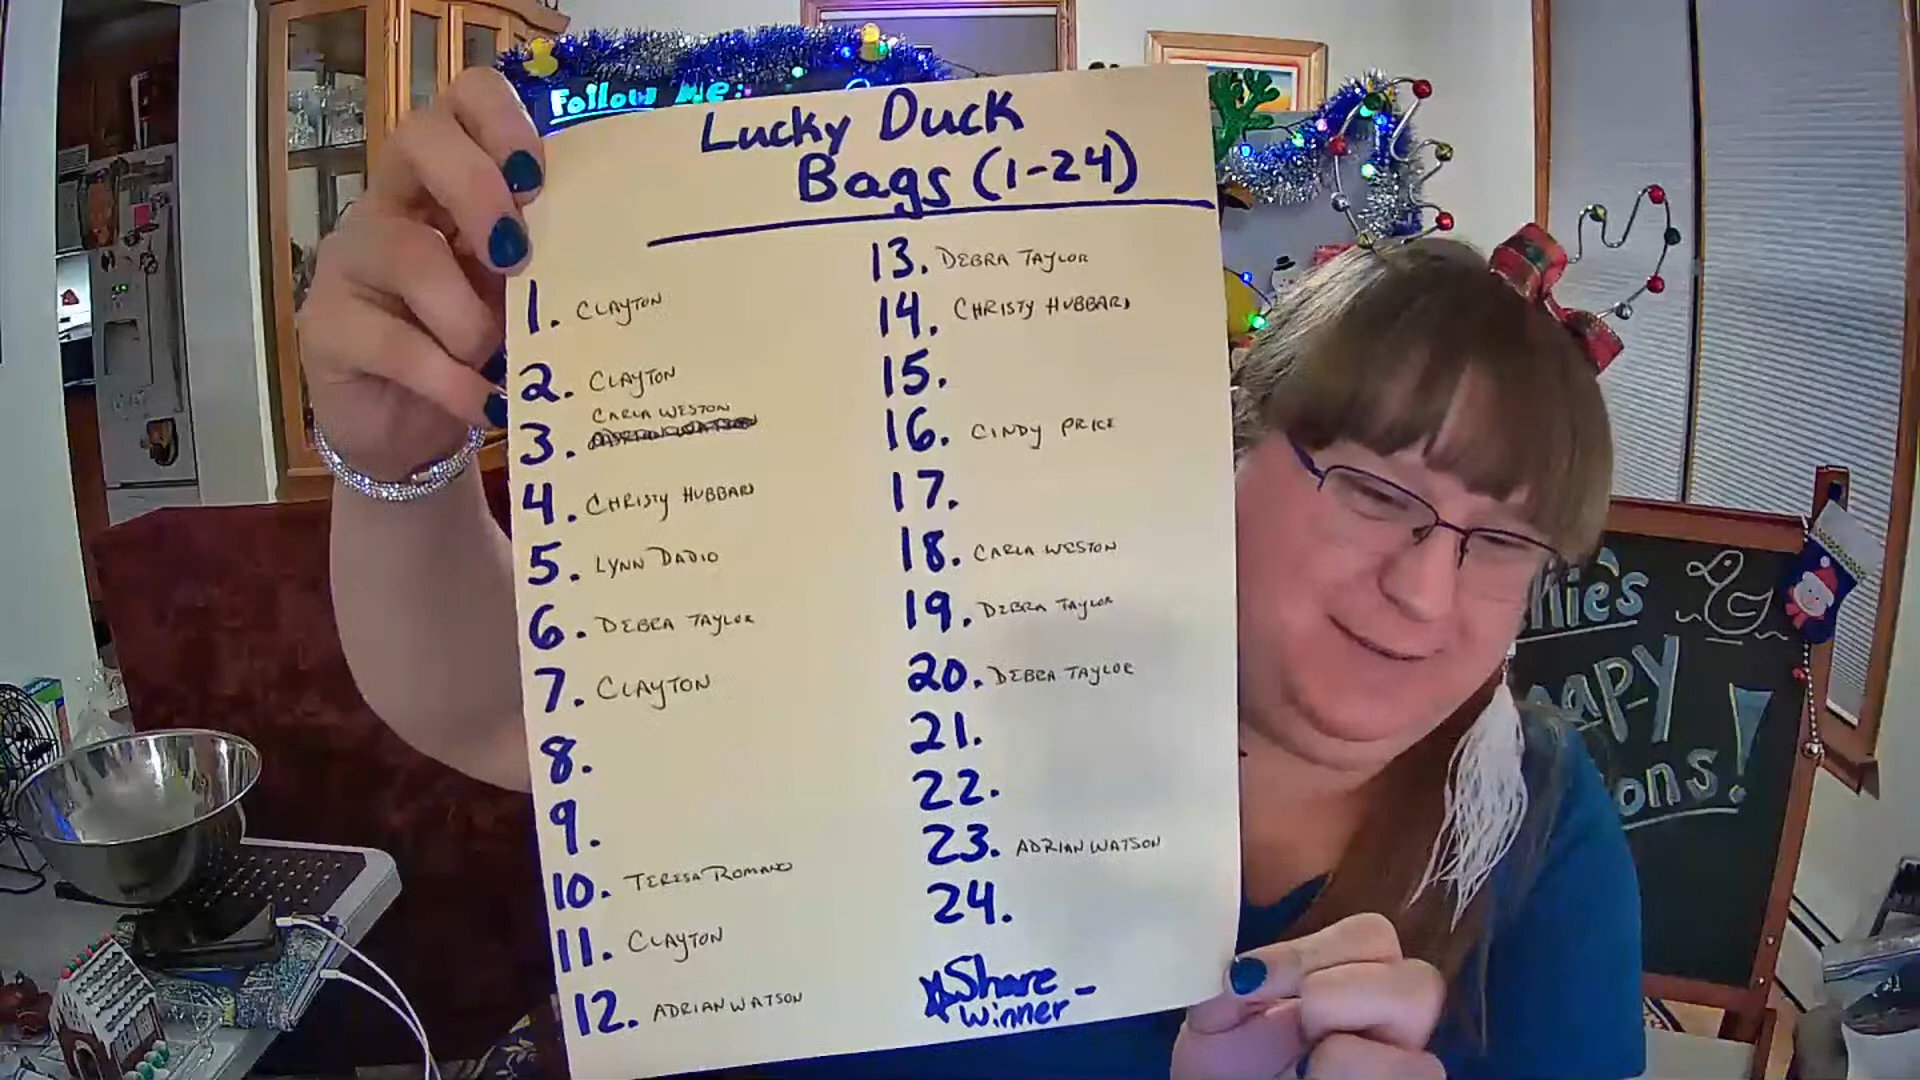 Follow Me:
Lucky Duck
Bags (1-24)
1. CLAYTON
2. CLAYTON
3. CARLA WESTON
4. CHRISTY HUBBARD
5. LYNN DADIO
6. DEBRA TAYLOR
7. CLAYTON
8.
9.
10. TERESA ROMANO
11. CLAYTON
12. ADRIAN WATSON
13. DEBRA TAYLOR
14. CHRISTY HUBBARD
15.
16. CINDY PRICE
17.
18. CARLA WESTON
19. DEBRA TAYLOR
20. DEBRA TAYLOR
21.
22.
23. ADRIAN WATSON
24.
*Share
Winner -